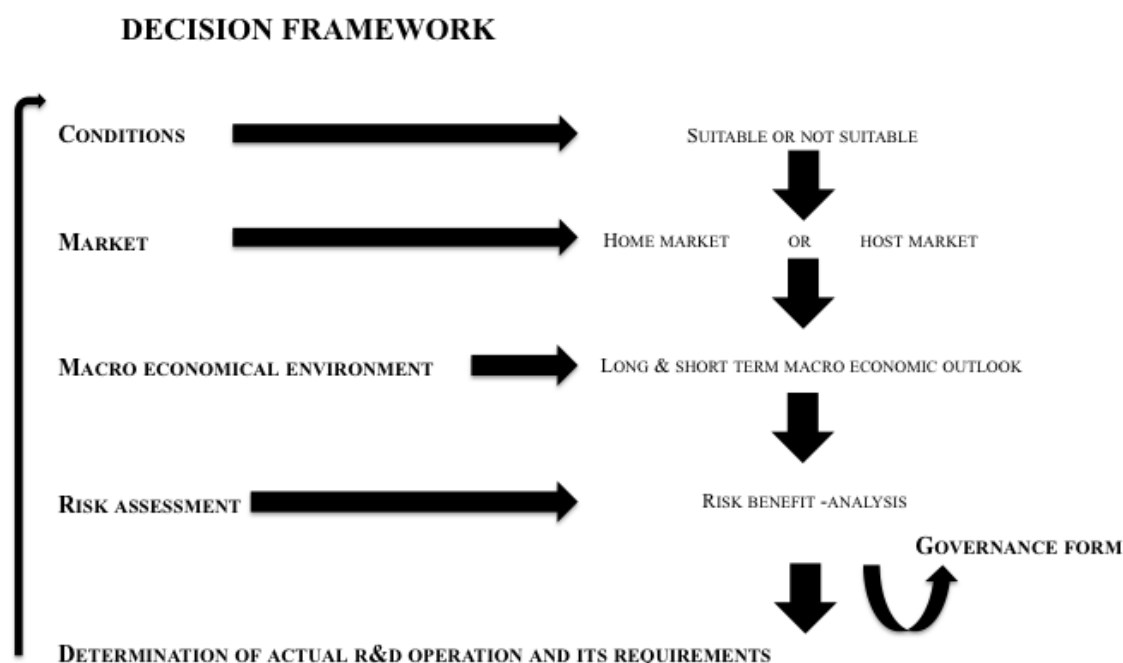 DECISION FRAMEWORK
CONDITIONS SUITABLE OR NOT SUITABLE
MARKET HOME MARKET OR HOST MARKET
MACRO ECONOMICAL ENVIRONMENT LONG & SHORT TERM MACRO ECONOMIC OUTLOOK
RISK ASSESSMENT RISK BENEFIT -ANALYSIS
GOVERNANCE FORM
DETERMINATION OF ACTUAL R&D OPERATION AND ITS REQUIREMENTS